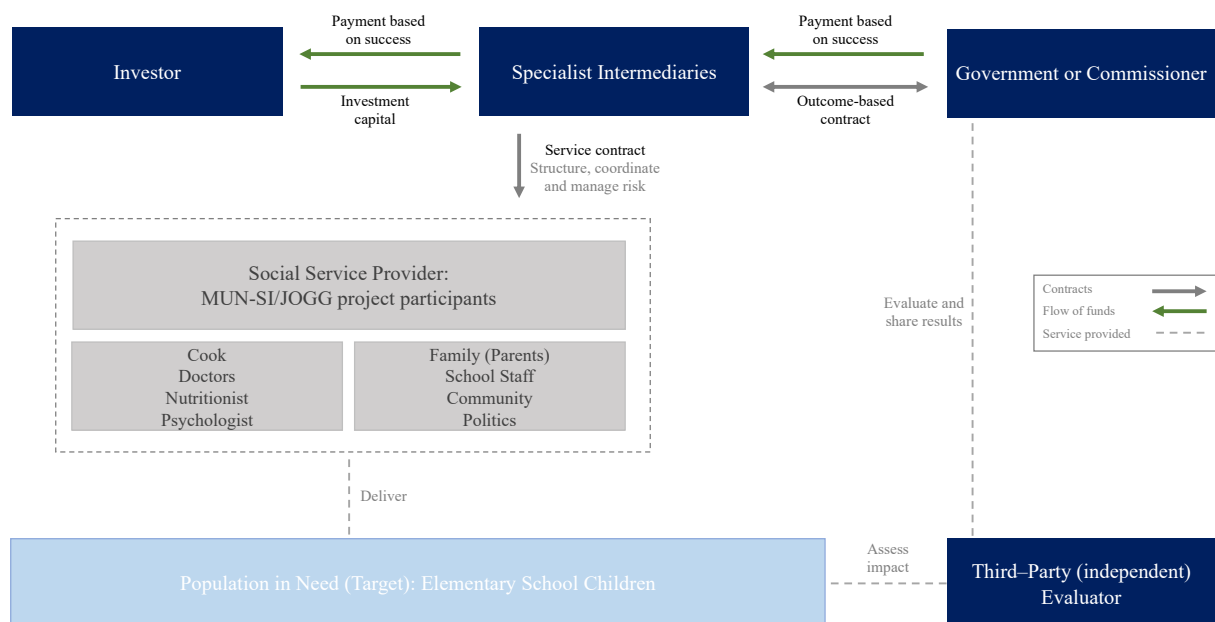 Payment based
on success
Payment based
on success
Investor
Specialist Intermediaries
Government or Commissioner
Investment
capital
Outcome-based
contract
Service contract
Structure, coordinate
and manage risk
Social Service Provider:
MUN-SI/JOGG project participants
Cook
Doctors
Nutritionist
Psychologist
Family (Parents)
School Staff
Community
Politics
Evaluate and
share results
Contracts
Flow of funds
Service provided
Deliver
Population in Need (Target): Elementary School Children
Assess
impact
Third–Party (independent)
Evaluator